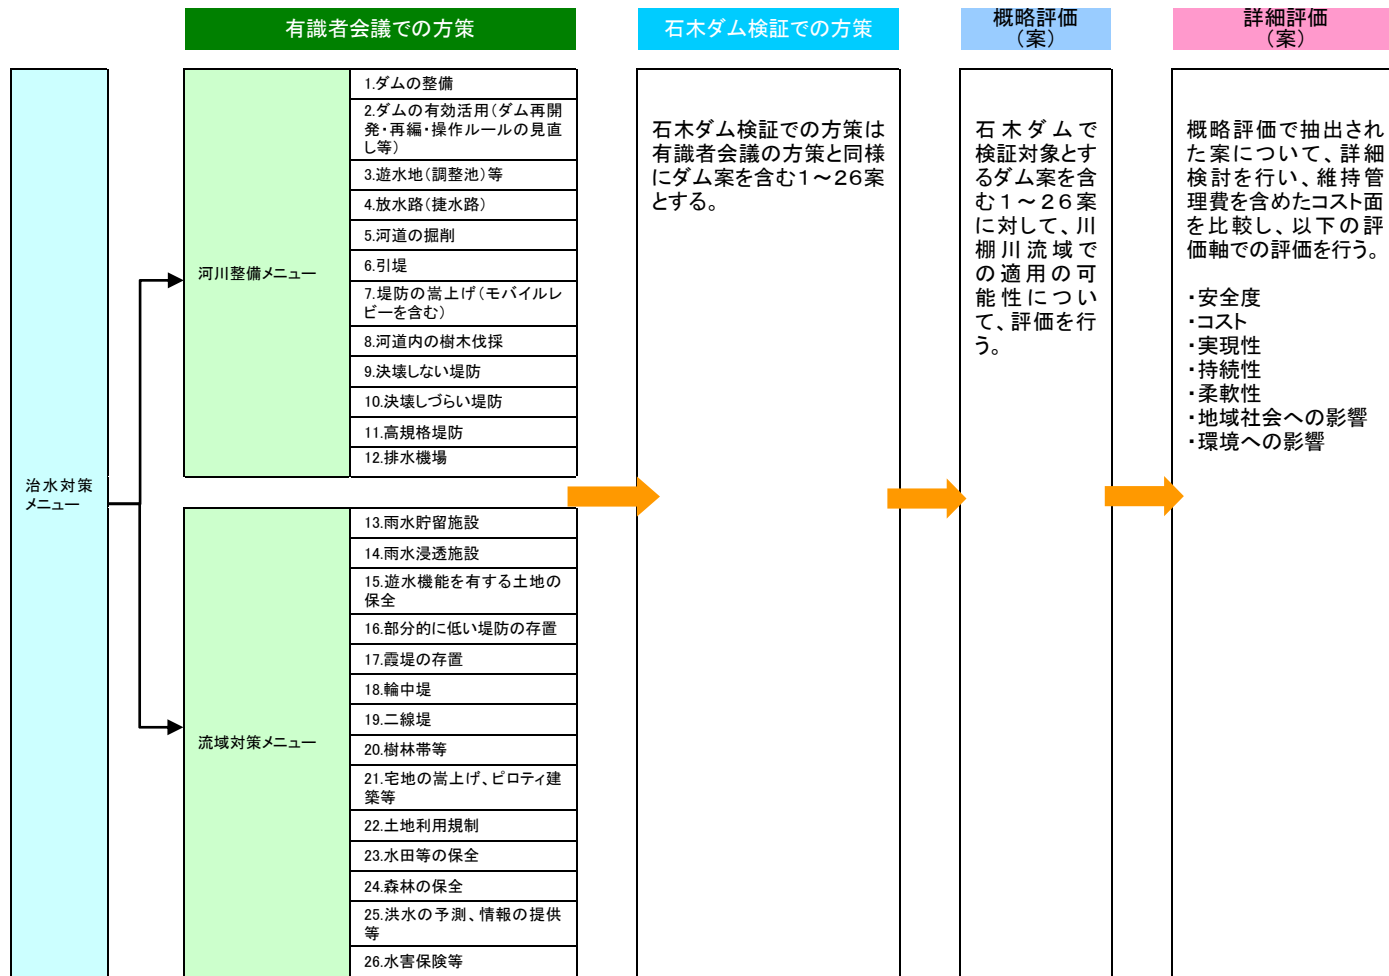 有識者会議での方策
石木ダム検証での方策
概略評価
(案)
詳細評価
(案)
治水対策
メニュー
河川整備メニュー
1.ダムの整備
2.ダムの有効活用(ダム再開
発・再編・操作ルールの見直
し等)
3.遊水地(調整池)等
4.放水路(捷水路)
5.河道の掘削
6.引堤
7.堤防の嵩上げ(モバイルレ
ビーを含む)
8.河道内の樹木伐採
9.決壊しない堤防
10.決壊しづらい堤防
11.高規格堤防
12.排水機場
流域対策メニュー
13.雨水貯留施設
14.雨水浸透施設
15.遊水機能を有する土地の
保全
16.部分的に低い堤防の存置
17.霞堤の存置
18.輪中堤
19.二線堤
20.樹林帯等
21.宅地の嵩上げ、ピロティ建
築等
22.土地利用規制
23.水田等の保全
24.森林の保全
25.洪水の予測、情報の提供
等
26.水害保険等
石木ダム検証での方策は
有識者会議の方策と同様
にダム案を含む1~26案
とする。
石木ダムで
検証対象とす
るダム案を含
む1~26案
に対して、川
棚川流域で
の適用の可
能性につい
て、評価を行
う。
概略評価で抽出され
た案について、詳細
検討を行い、維持管
理費を含めたコスト面
を比較し、以下の評
価軸での評価を行う。
・安全度
・コスト
・実現性
・持続性
・柔軟性
・地域社会への影響
・環境への影響